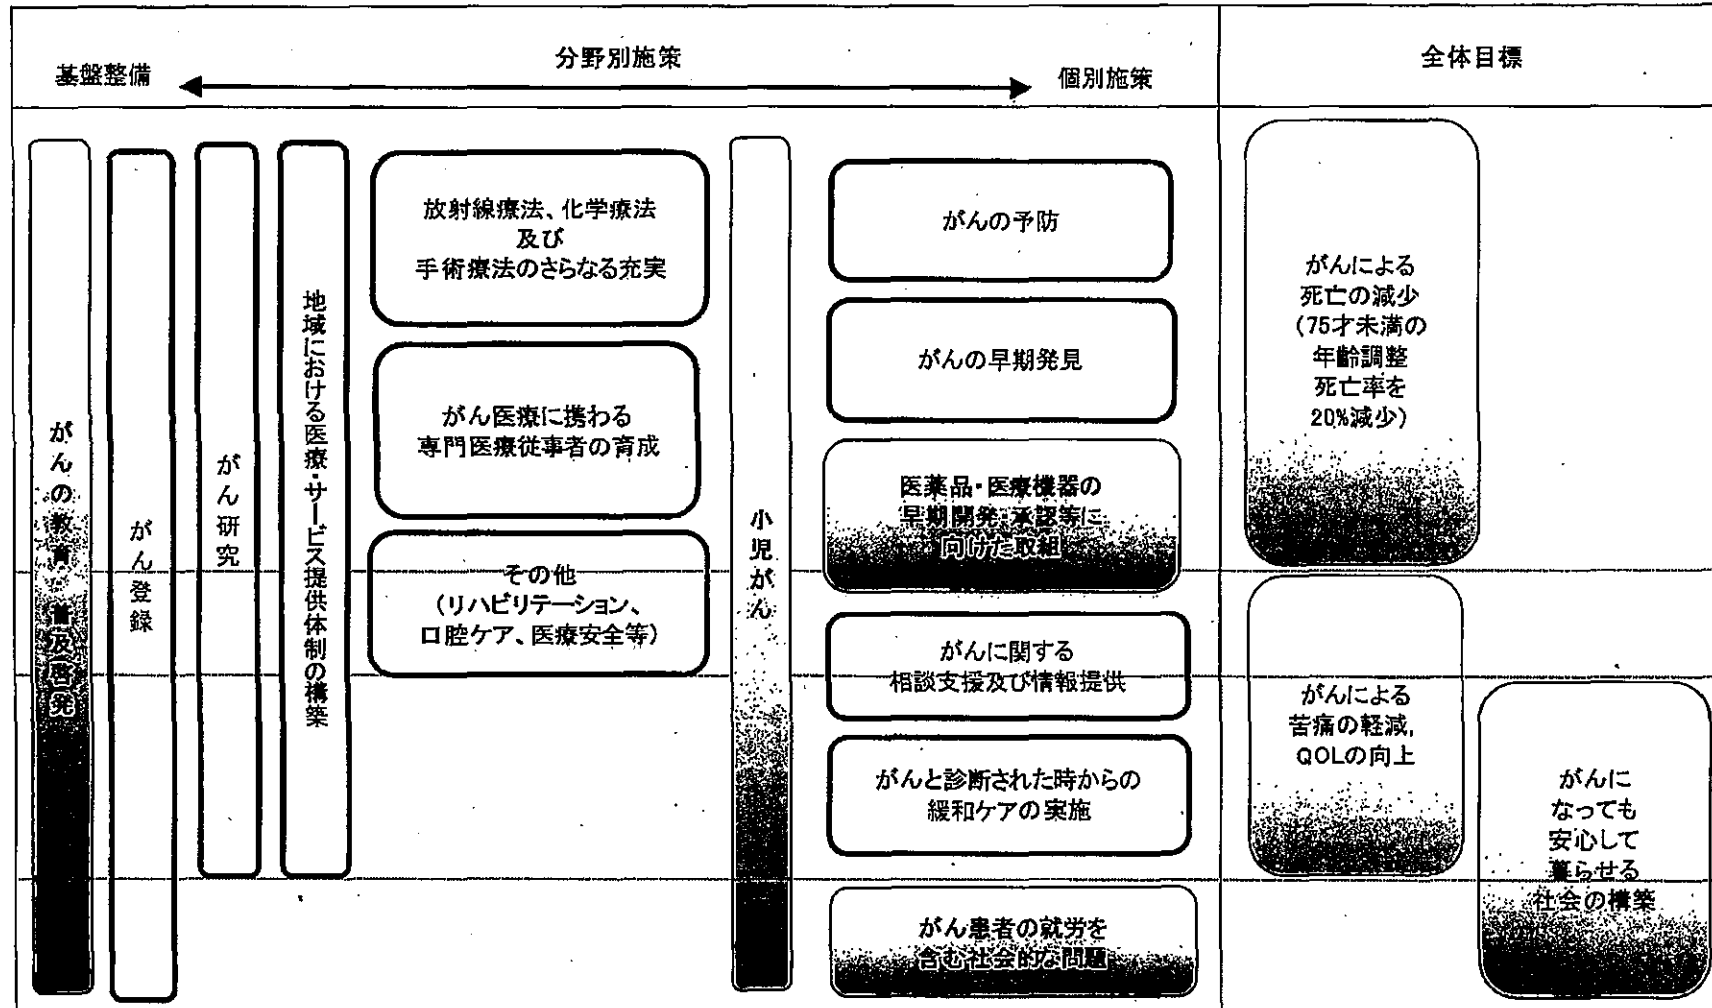 基盤整備
分野別施策
個別施策
全体目標
がんの教育・普及啓発
がん登録
がん研究
地域における医療・サービス提供体制の構築
放射線療法、化学療法
及び
手術療法のさらなる充実
がん医療に携わる
専門医療従事者の育成
その他
(リハビリテーション、
口腔ケア、医療安全等)
小児がん
がんの予防
がんの早期発見
医薬品・医療機器の
早期開発・承認等に
向けた取組
がんに関する
相談支援及び情報提供
がんと診断された時からの
緩和ケアの実施
がん患者の就労を
含む社会的な問題
がんによる
死亡の減少
(75才未満の
年齢調整
死亡率を
20%減少)
がんによる
苦痛の軽減,
QOLの向上
がんに
なっても
安心して
暮らせる
社会の構築